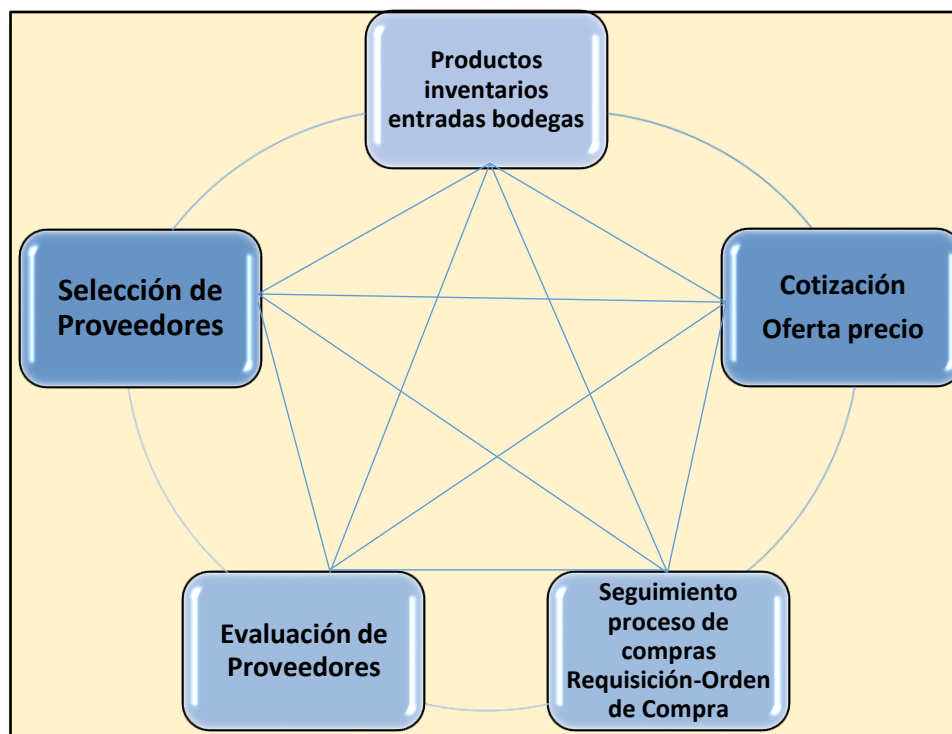 Productos
inventarios
entradas bodegas
Selección de
Proveedores
Cotización
Oferta precio
Evaluación de
Proveedores
Seguimiento
proceso de
compras
Requisición-Orden
de Compra